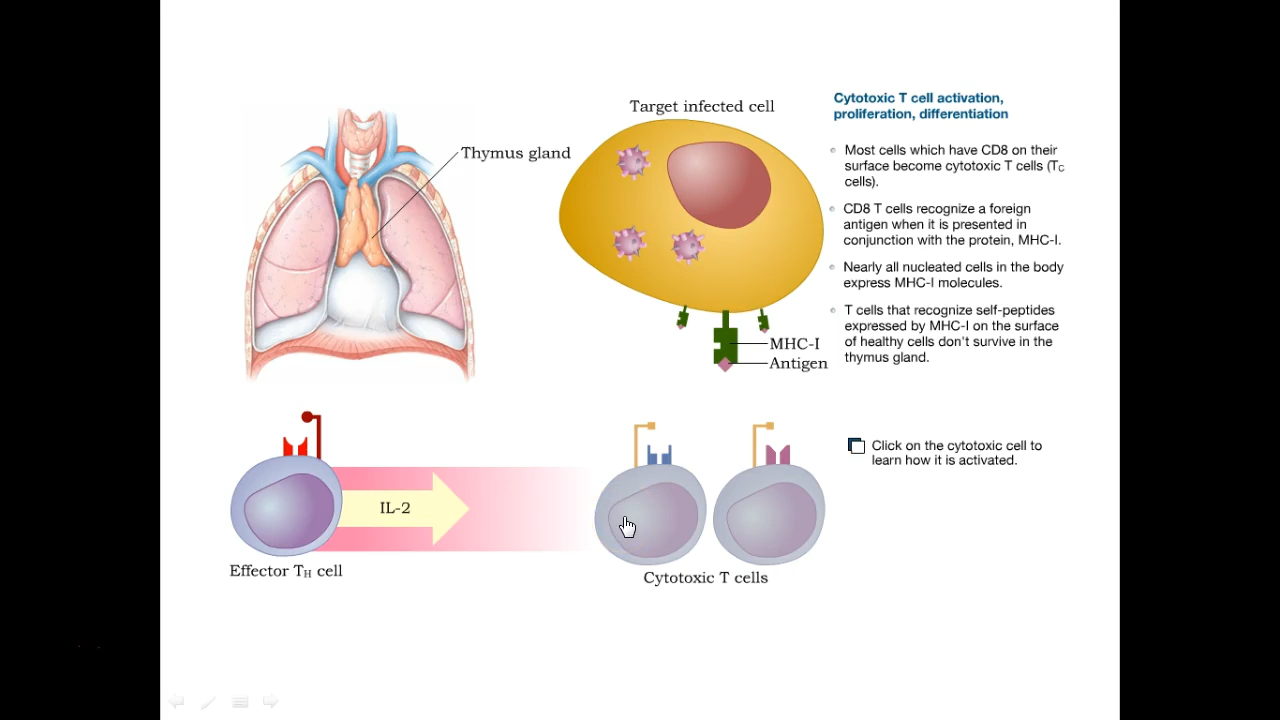 Thymus gland
Target infected cell
MHC-I
Antigen
Cytotoxic T cell activation,
proliferation, differentiation
Most cells which have CD8 on their
surface become cytotoxic T cells (TC
cells).
CD8 T cells recognize a foreign
antigen when it is presented in
conjunction with the protein, MHC-I.
Nearly all nucleated cells in the body
express MHC-I molecules.
T cells that recognize self-peptides
expressed by MHC-I on the surface
of healthy cells don't survive in the
thymus gland.
IL-2
Effector TH cell
Cytotoxic T cells
Click on the cytotoxic cell to
learn how it is activated.